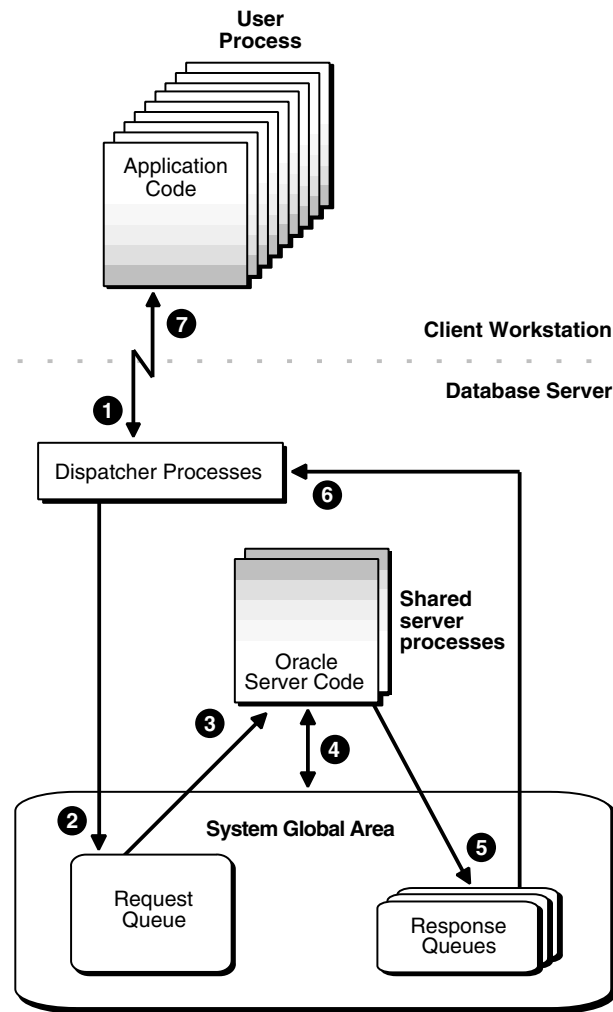 User
Process
Application
Code
7
Client Workstation
Database Server
1
Dispatcher Processes
6
Shared
server
processes
Oracle
Server Code
3
4
2
System Global Area
5
Request
Queue
Response
Queues